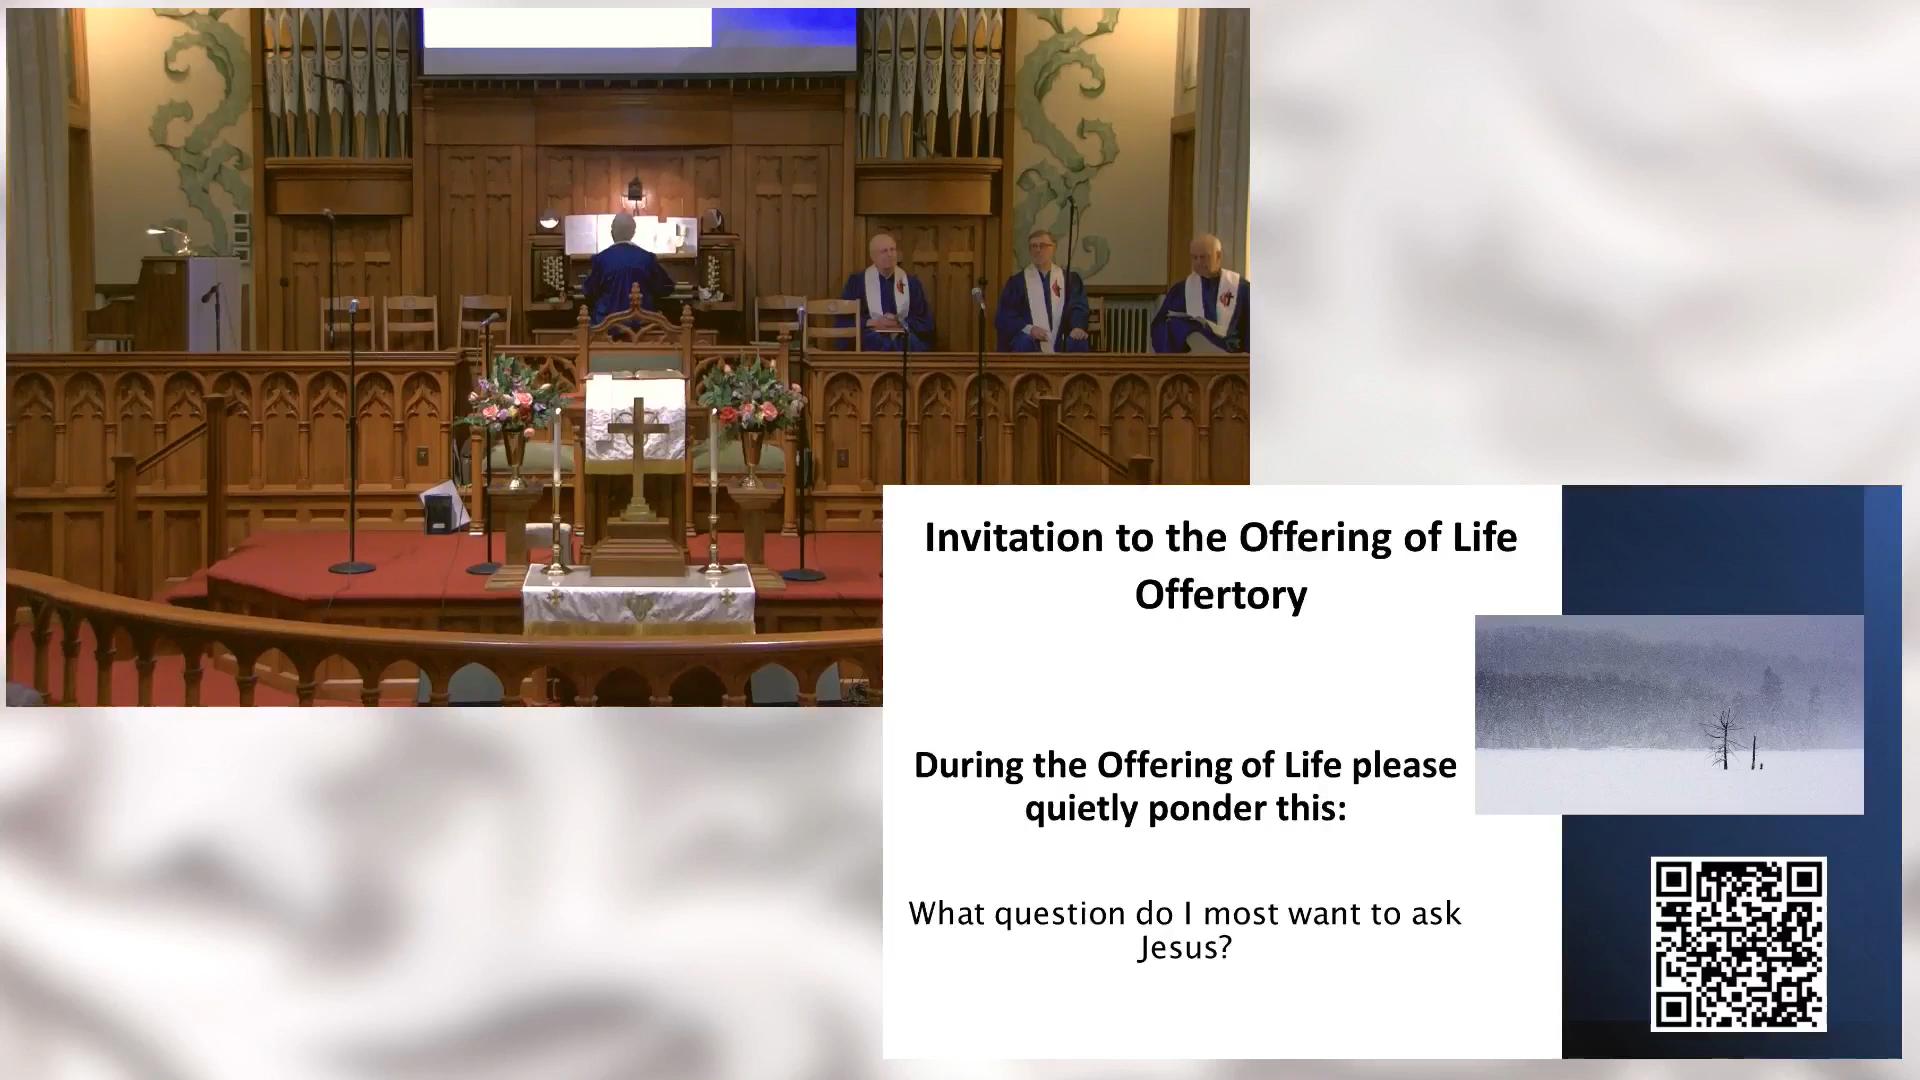 Invitation to the Offering of Life
Offertory
During the Offering of Life please
quietly ponder this:
What question do I most want to ask
Jesus?